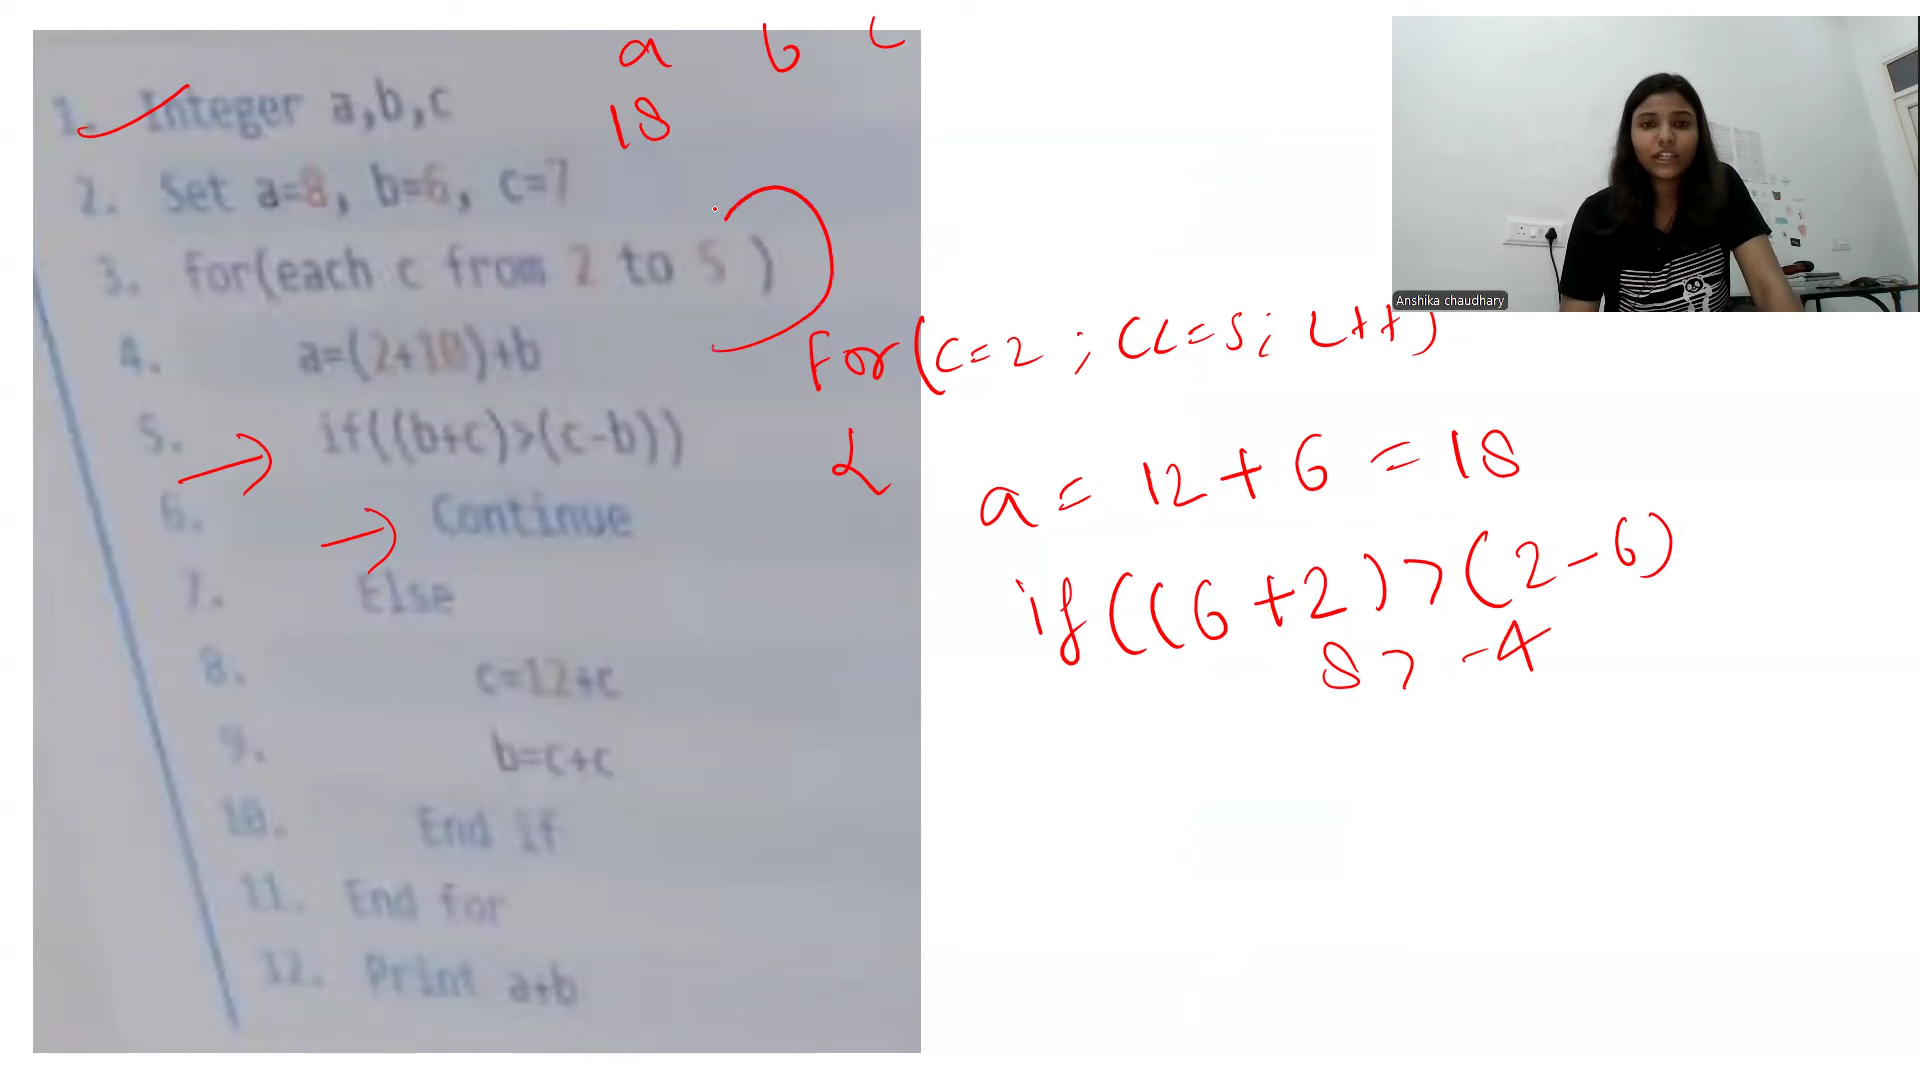 a b c
18
1. Integer a,b,c
2. Set a=8, b=6, c=7
3. for(each c from 2 to 5 )
4. a=(2+10)+b
5. if((b+c)>(c-b))
6. Continue
7. Else
8. c=12+c
9. b=c+c
10. End if
11. End for
12. Print a+b
For(c=2 ; c<=5; c++)
a= 12+6 = 18
if((6+2)>(2-6)
8> -4
Anshika chaudhary